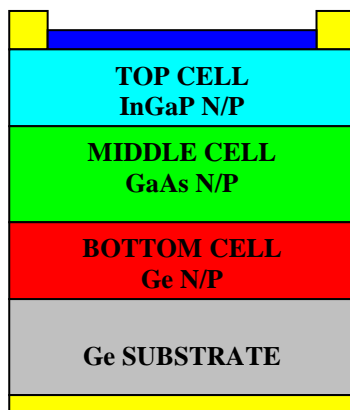 TOP CELL
InGaP N/P
MIDDLE CELL
GaAs N/P
BOTTOM CELL
Ge N/P
Ge SUBSTRATE